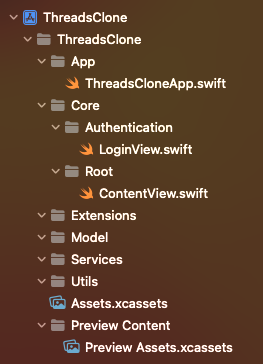 ThreadsClone
ThreadsClone
App
ThreadsCloneApp.swift
Core
Authentication
LoginView.swift
Root
ContentView.swift
Extensions
Model
Services
Utils
Assets.xcassets
Preview Content
Preview Assets.xcassets